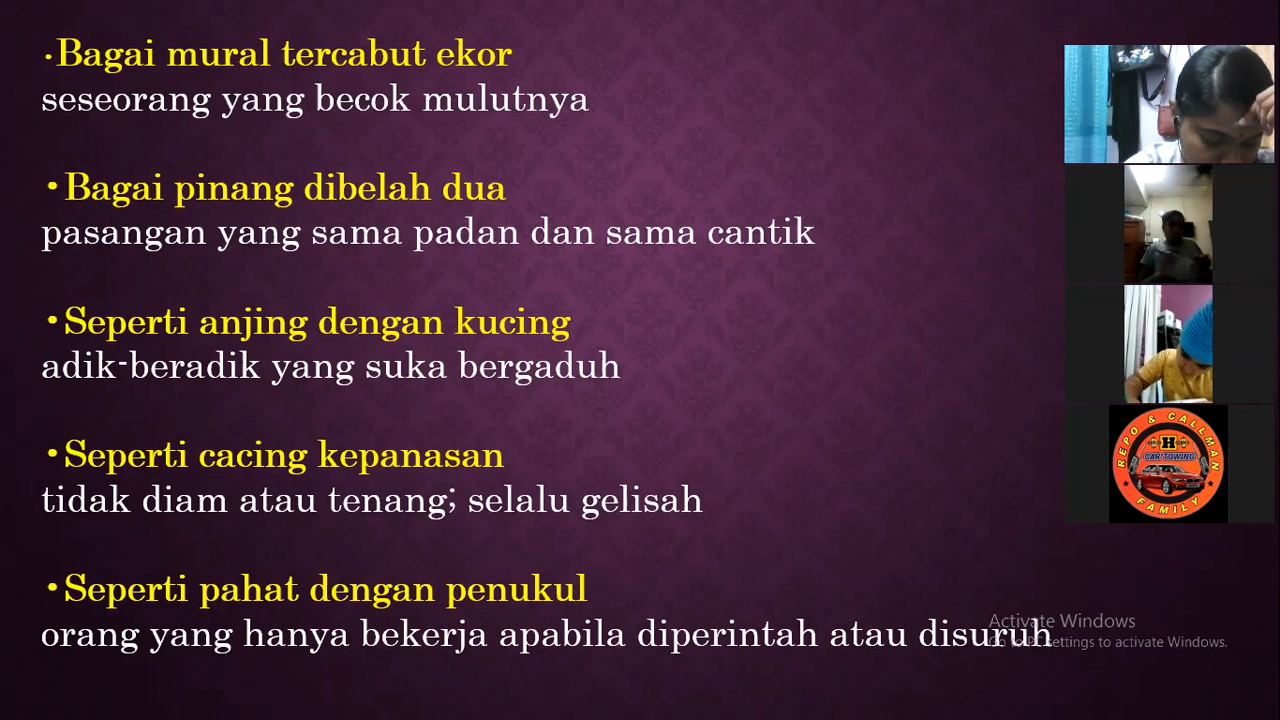 •Bagai mural tercabut ekor
seseorang yang becok mulutnya
•Bagai pinang dibelah dua
pasangan yang sama padan dan sama cantik
•Seperti anjing dengan kucing
adik-beradik yang suka bergaduh
•Seperti cacing kepanasan
tidak diam atau tenang; selalu gelisah
•Seperti pahat dengan penukul
orang yang hanya bekerja apabila diperintah atau disuruh
REPO & CALLMAN
H
CAR TOWING
FAMILY
Activate Windows
Go to settings to activate Windows.